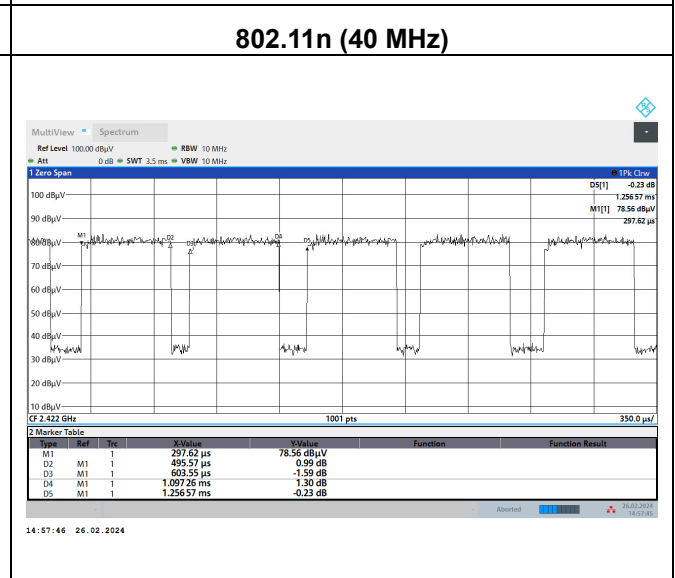 802.11n (40 MHz)
MultiView Spectrum
Ref Level 100.00 dBµV RBW 10 MHz
Att 0 dB SWT 3.5 ms VBW 10 MHz
1 Zero Span 1Pk Clrw
D5[1] -0.23 dB
1.256 57 ms
M1[1] 78.56 dBµV
297.62 µs
100 dBµV
90 dBµV
80 dBµV
M1 D2 D3 D4 D5
70 dBµV
60 dBµV
50 dBµV
40 dBµV
30 dBµV
20 dBµV
10 dBµV
CF 2.422 GHz 1001 pts 350.0 µs/
2 Marker Table
Type Ref Trc X-Value Y-Value Function Function Result
M1 1 297.62 µs 78.56 dBµV
D2 M1 1 495.57 µs 0.99 dB
D3 M1 1 603.55 µs -1.59 dB
D4 M1 1 1.097 26 ms 1.30 dB
D5 M1 1 1.256 57 ms -0.23 dB
Aborted 26.02.2024
14:57:45
14:57:46 26.02.2024